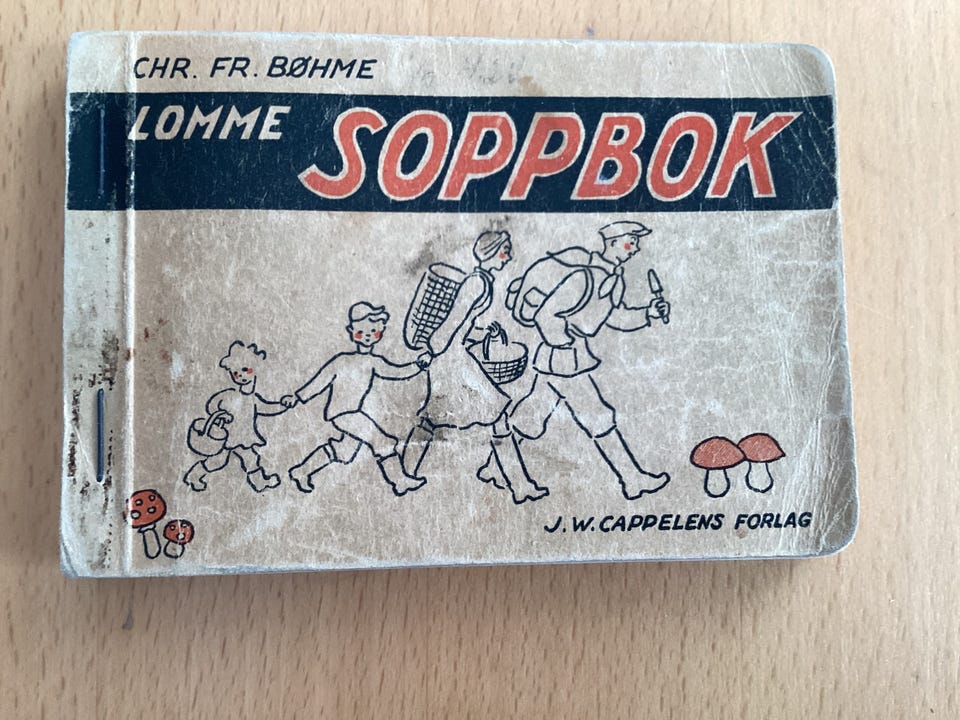 CHR. FR. BØHME
LOMME
SOPPBOK
J.W. CAPPELENS FORLAG